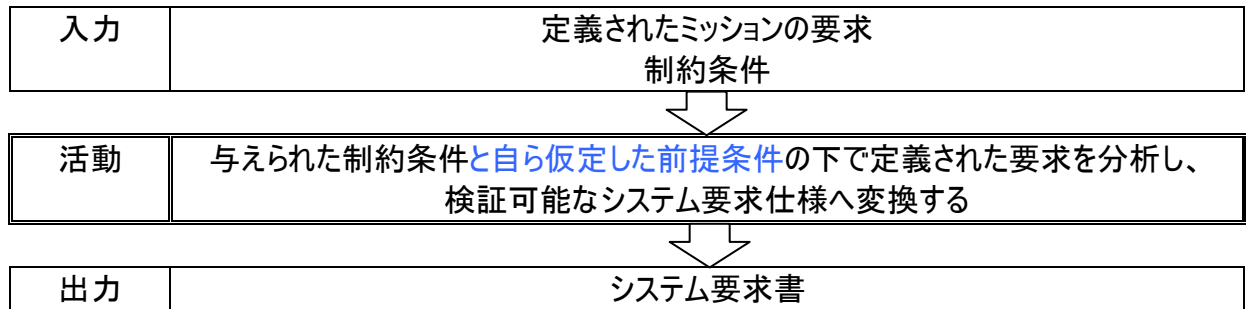 入力
定義されたミッションの要求
制約条件
活動
与えられた制約条件と自ら仮定した前提条件の下で定義された要求を分析し、
検証可能なシステム要求仕様へ変換する
出力
システム要求書